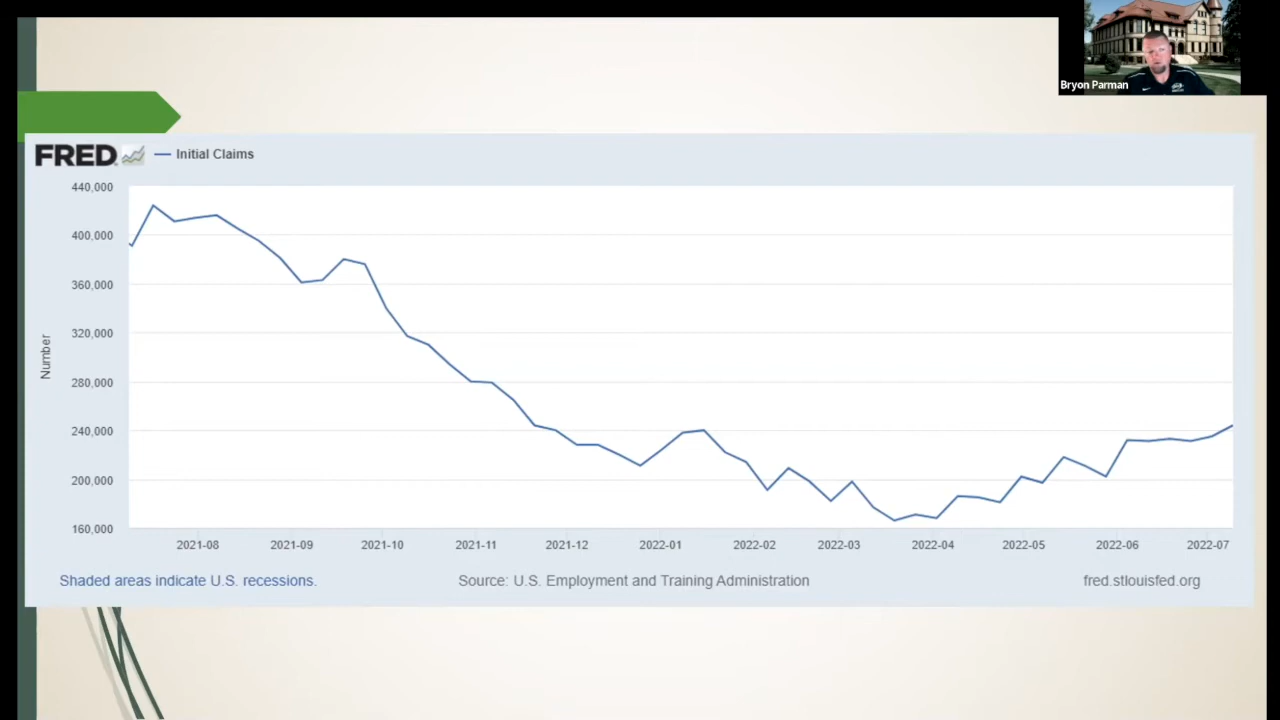 Bryon Parman
FRED
Initial Claims
440,000
400,000
360,000
320,000
280,000
240,000
200,000
160,000
Number
2021-08 2021-09 2021-10 2021-11 2021-12 2022-01 2022-02 2022-03 2022-04 2022-05 2022-06 2022-07
Shaded areas indicate U.S. recessions. Source: U.S. Employment and Training Administration fred.stlouisfed.org